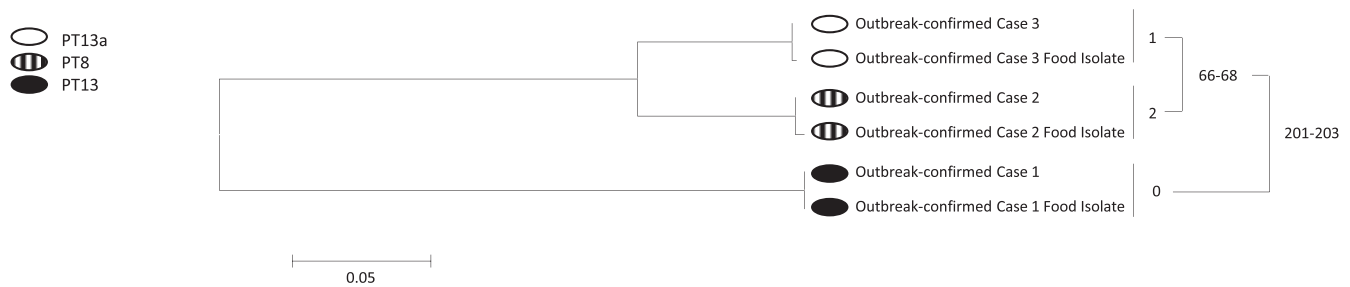 PT13a
PT8
PT13
Outbreak-confirmed Case 3
Outbreak-confirmed Case 3 Food Isolate
Outbreak-confirmed Case 2
Outbreak-confirmed Case 2 Food Isolate
Outbreak-confirmed Case 1
Outbreak-confirmed Case 1 Food Isolate
1
2
0
66-68
201-203
0.05